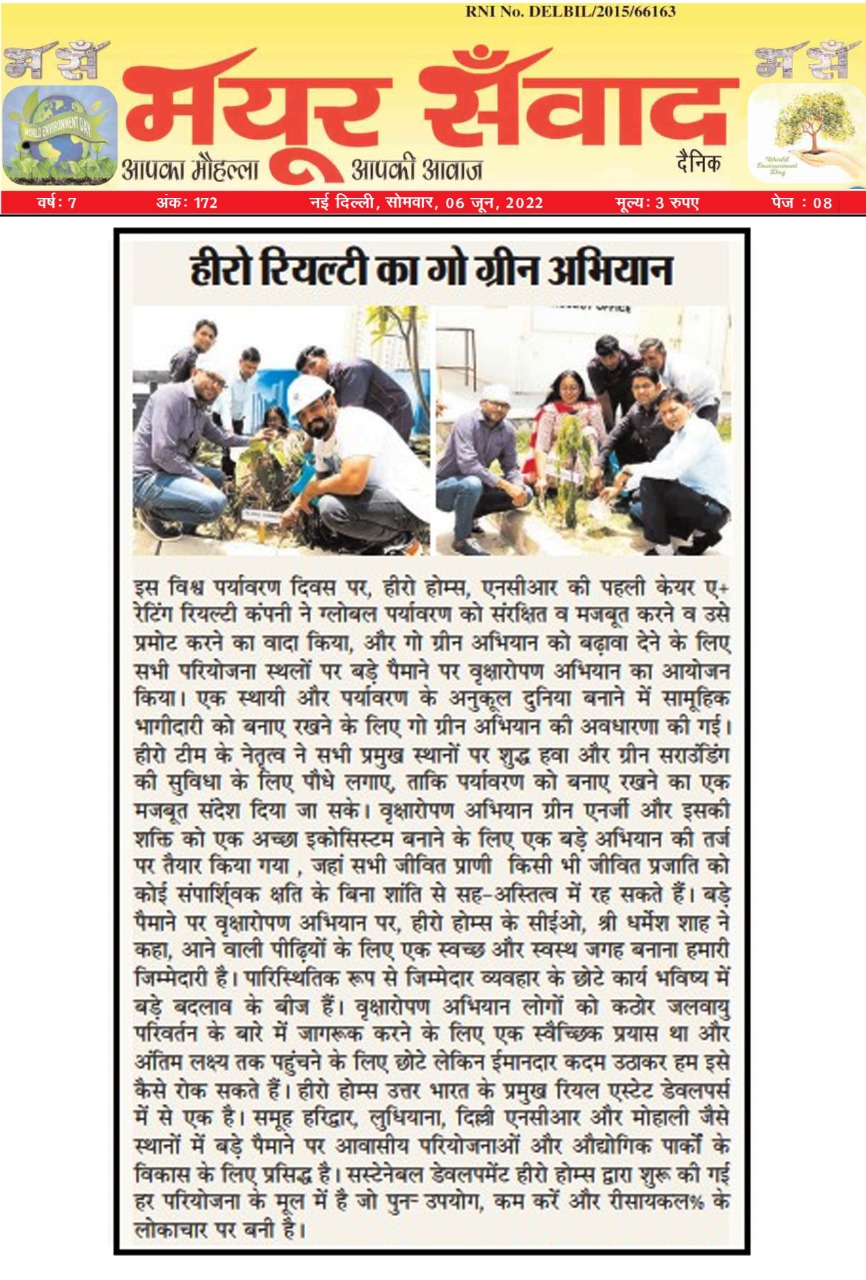 RNI No. DELBIL/2015/66163
म सँ
म सँ
WORLD ENVIRONMENT DAY
मयूर सँवाद
World
Environment
Day
आपका मौहल्ला आपकी आवाज
दैनिक
वर्ष: 7 अंक: 172 नई दिल्ली, सोमवार, 06 जून, 2022 मूल्य: 3 रुपए पेज : 08
हीरो रियल्टी का गो ग्रीन अभियान
OFFICE
इस विश्व पर्यावरण दिवस पर, हीरो होम्स, एनसीआर की पहली केयर ए+
रेटिंग रियल्टी कंपनी ने ग्लोबल पर्यावरण को संरक्षित व मजबूत करने व उसे
प्रमोट करने का वादा किया, और गो ग्रीन अभियान को बढ़ावा देने के लिए
सभी परियोजना स्थलों पर बड़े पैमाने पर वृक्षारोपण अभियान का आयोजन
किया। एक स्थायी और पर्यावरण के अनुकूल दुनिया बनाने में सामूहिक
भागीदारी को बनाए रखने के लिए गो ग्रीन अभियान की अवधारणा की गई।
हीरो टीम के नेतृत्व ने सभी प्रमुख स्थानों पर शुद्ध हवा और ग्रीन सराउंडिंग
की सुविधा के लिए पौधे लगाए, ताकि पर्यावरण को बनाए रखने का एक
मजबूत संदेश दिया जा सके। वृक्षारोपण अभियान ग्रीन एनर्जी और इसकी
शक्ति को एक अच्छा इकोसिस्टम बनाने के लिए एक बड़े अभियान की तर्ज
पर तैयार किया गया , जहां सभी जीवित प्राणी किसी भी जीवित प्रजाति को
कोई संपार्श्विक क्षति के बिना शांति से सह-अस्तित्व में रह सकते हैं। बड़े
पैमाने पर वृक्षारोपण अभियान पर, हीरो होम्स के सीईओ, श्री धर्मेश शाह ने
कहा, आने वाली पीढ़ियों के लिए एक स्वच्छ और स्वस्थ जगह बनाना हमारी
जिम्मेदारी है। पारिस्थितिक रूप से जिम्मेदार व्यवहार के छोटे कार्य भविष्य में
बड़े बदलाव के बीज हैं। वृक्षारोपण अभियान लोगों को कठोर जलवायु
परिवर्तन के बारे में जागरूक करने के लिए एक स्वैच्छिक प्रयास था और
अंतिम लक्ष्य तक पहुंचने के लिए छोटे लेकिन ईमानदार कदम उठाकर हम इसे
कैसे रोक सकते हैं। हीरो होम्स उत्तर भारत के प्रमुख रियल एस्टेट डेवलपर्स
में से एक है। समूह हरिद्वार, लुधियाना, दिल्ली एनसीआर और मोहाली जैसे
स्थानों में बड़े पैमाने पर आवासीय परियोजनाओं और औद्योगिक पार्कों के
विकास के लिए प्रसिद्ध है। सस्टेनेबल डेवलपमेंट हीरो होम्स द्वारा शुरू की गई
हर परियोजना के मूल में है जो पुन- उपयोग, कम करें और रीसायकल% के
लोकाचार पर बनी है।